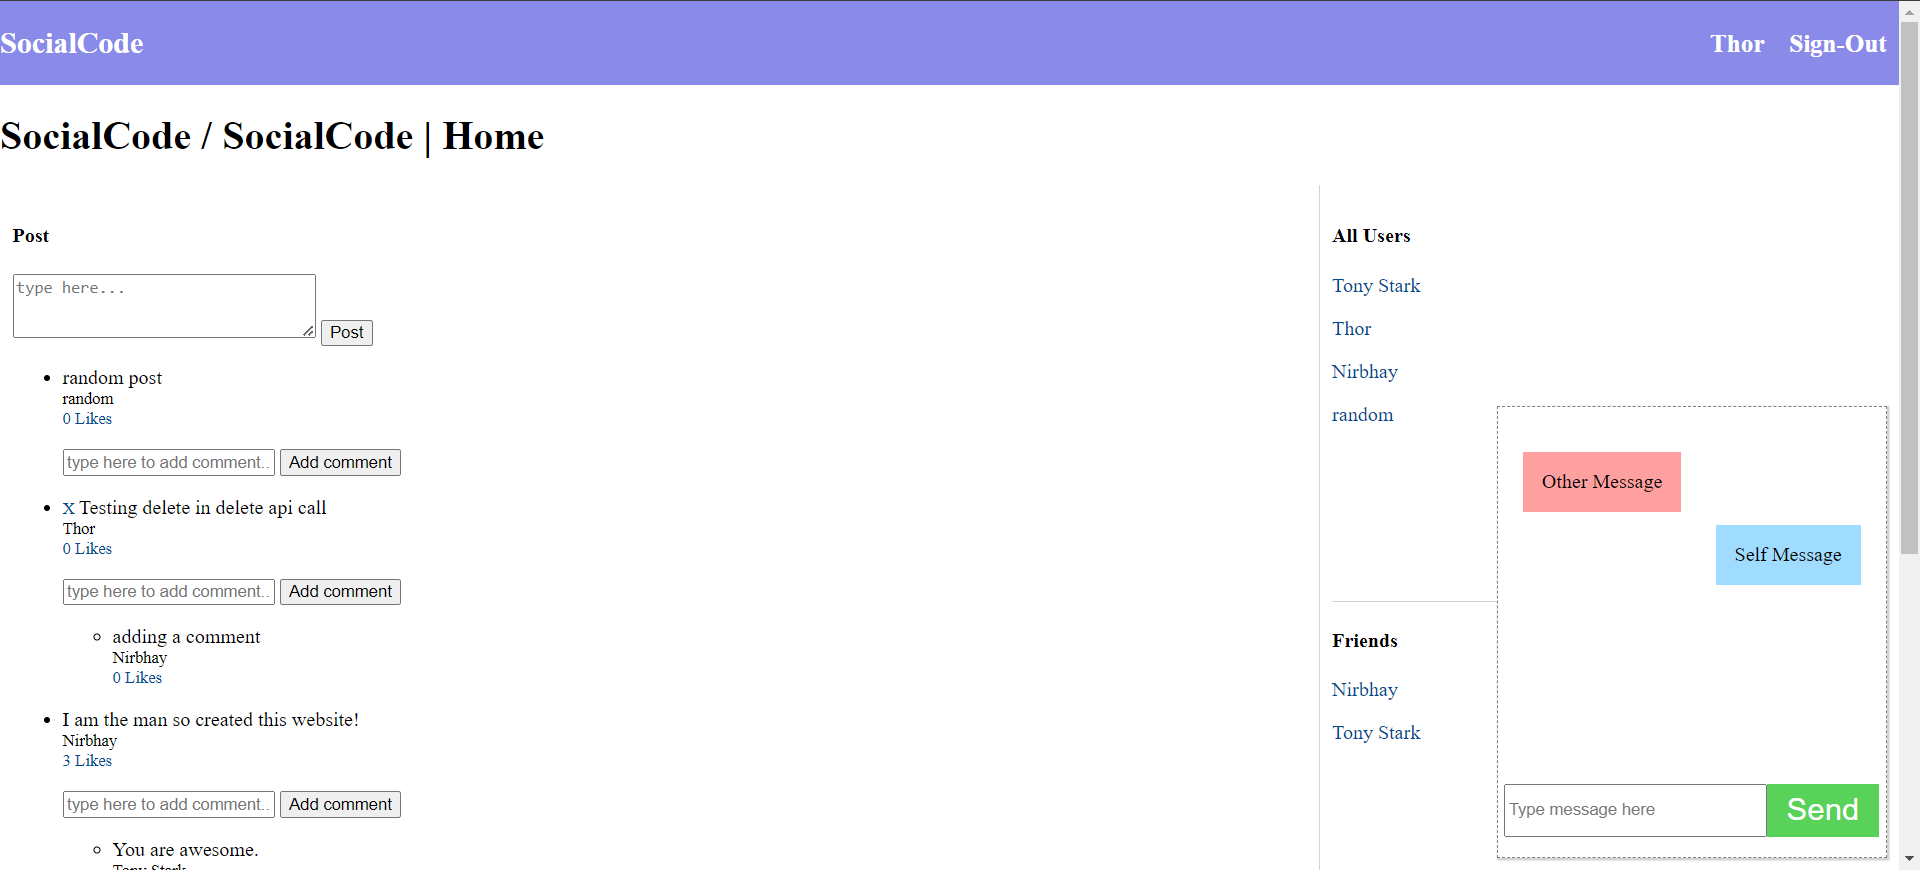 SocialCode
Thor Sign-Out
SocialCode / SocialCode | Home
Post
type here...
Post
random post
random
0 Likes
type here to add comment..
Add comment
X Testing delete in delete api call
Thor
0 Likes
type here to add comment..
Add comment
adding a comment
Nirbhay
0 Likes
I am the man so created this website!
Nirbhay
3 Likes
type here to add comment..
Add comment
You are awesome.
Tony Stark
All Users
Tony Stark
Thor
Nirbhay
random
Friends
Nirbhay
Tony Stark
Other Message
Self Message
Type message here
Send